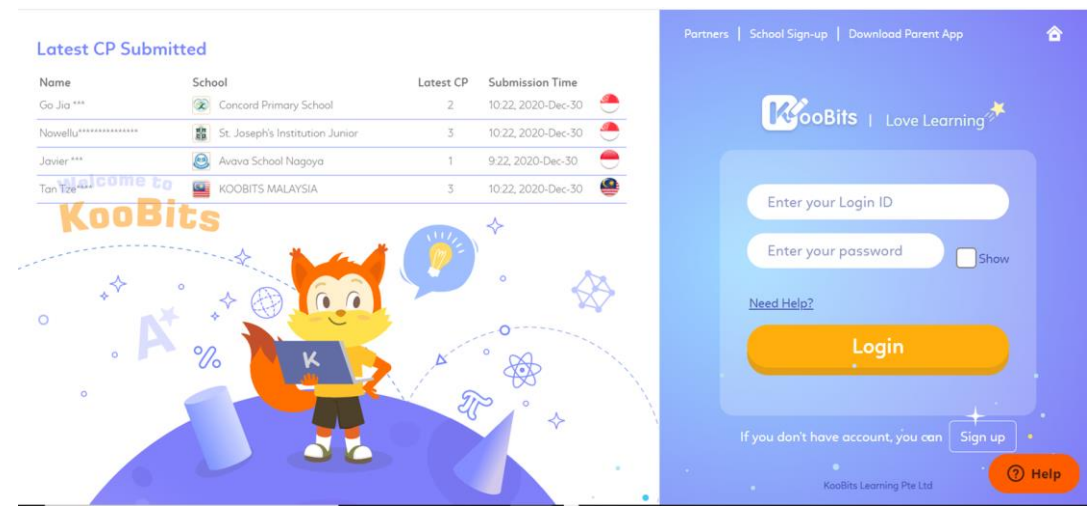 Latest CP Submitted
Name School Latest CP Submission Time
Go Jia *** Concord Primary School 2 10:22, 2020-Dec-30
Nowellu*************** St. Joseph's Institution Junior 3 10:22, 2020-Dec-30
Javier *** Avava School Nagoya 1 9:22, 2020-Dec-30
Tan Tze**** KOOBITS MALAYSIA 3 10:22, 2020-Dec-30
Welcome to
KooBits
A+
%
K
π
Partners | School Sign-up | Download Parent App
KooBits | Love Learning
Enter your Login ID
Enter your password Show
Need Help?
Login
If you don't have account, you can Sign up
? Help
KooBits Learning Pte Ltd